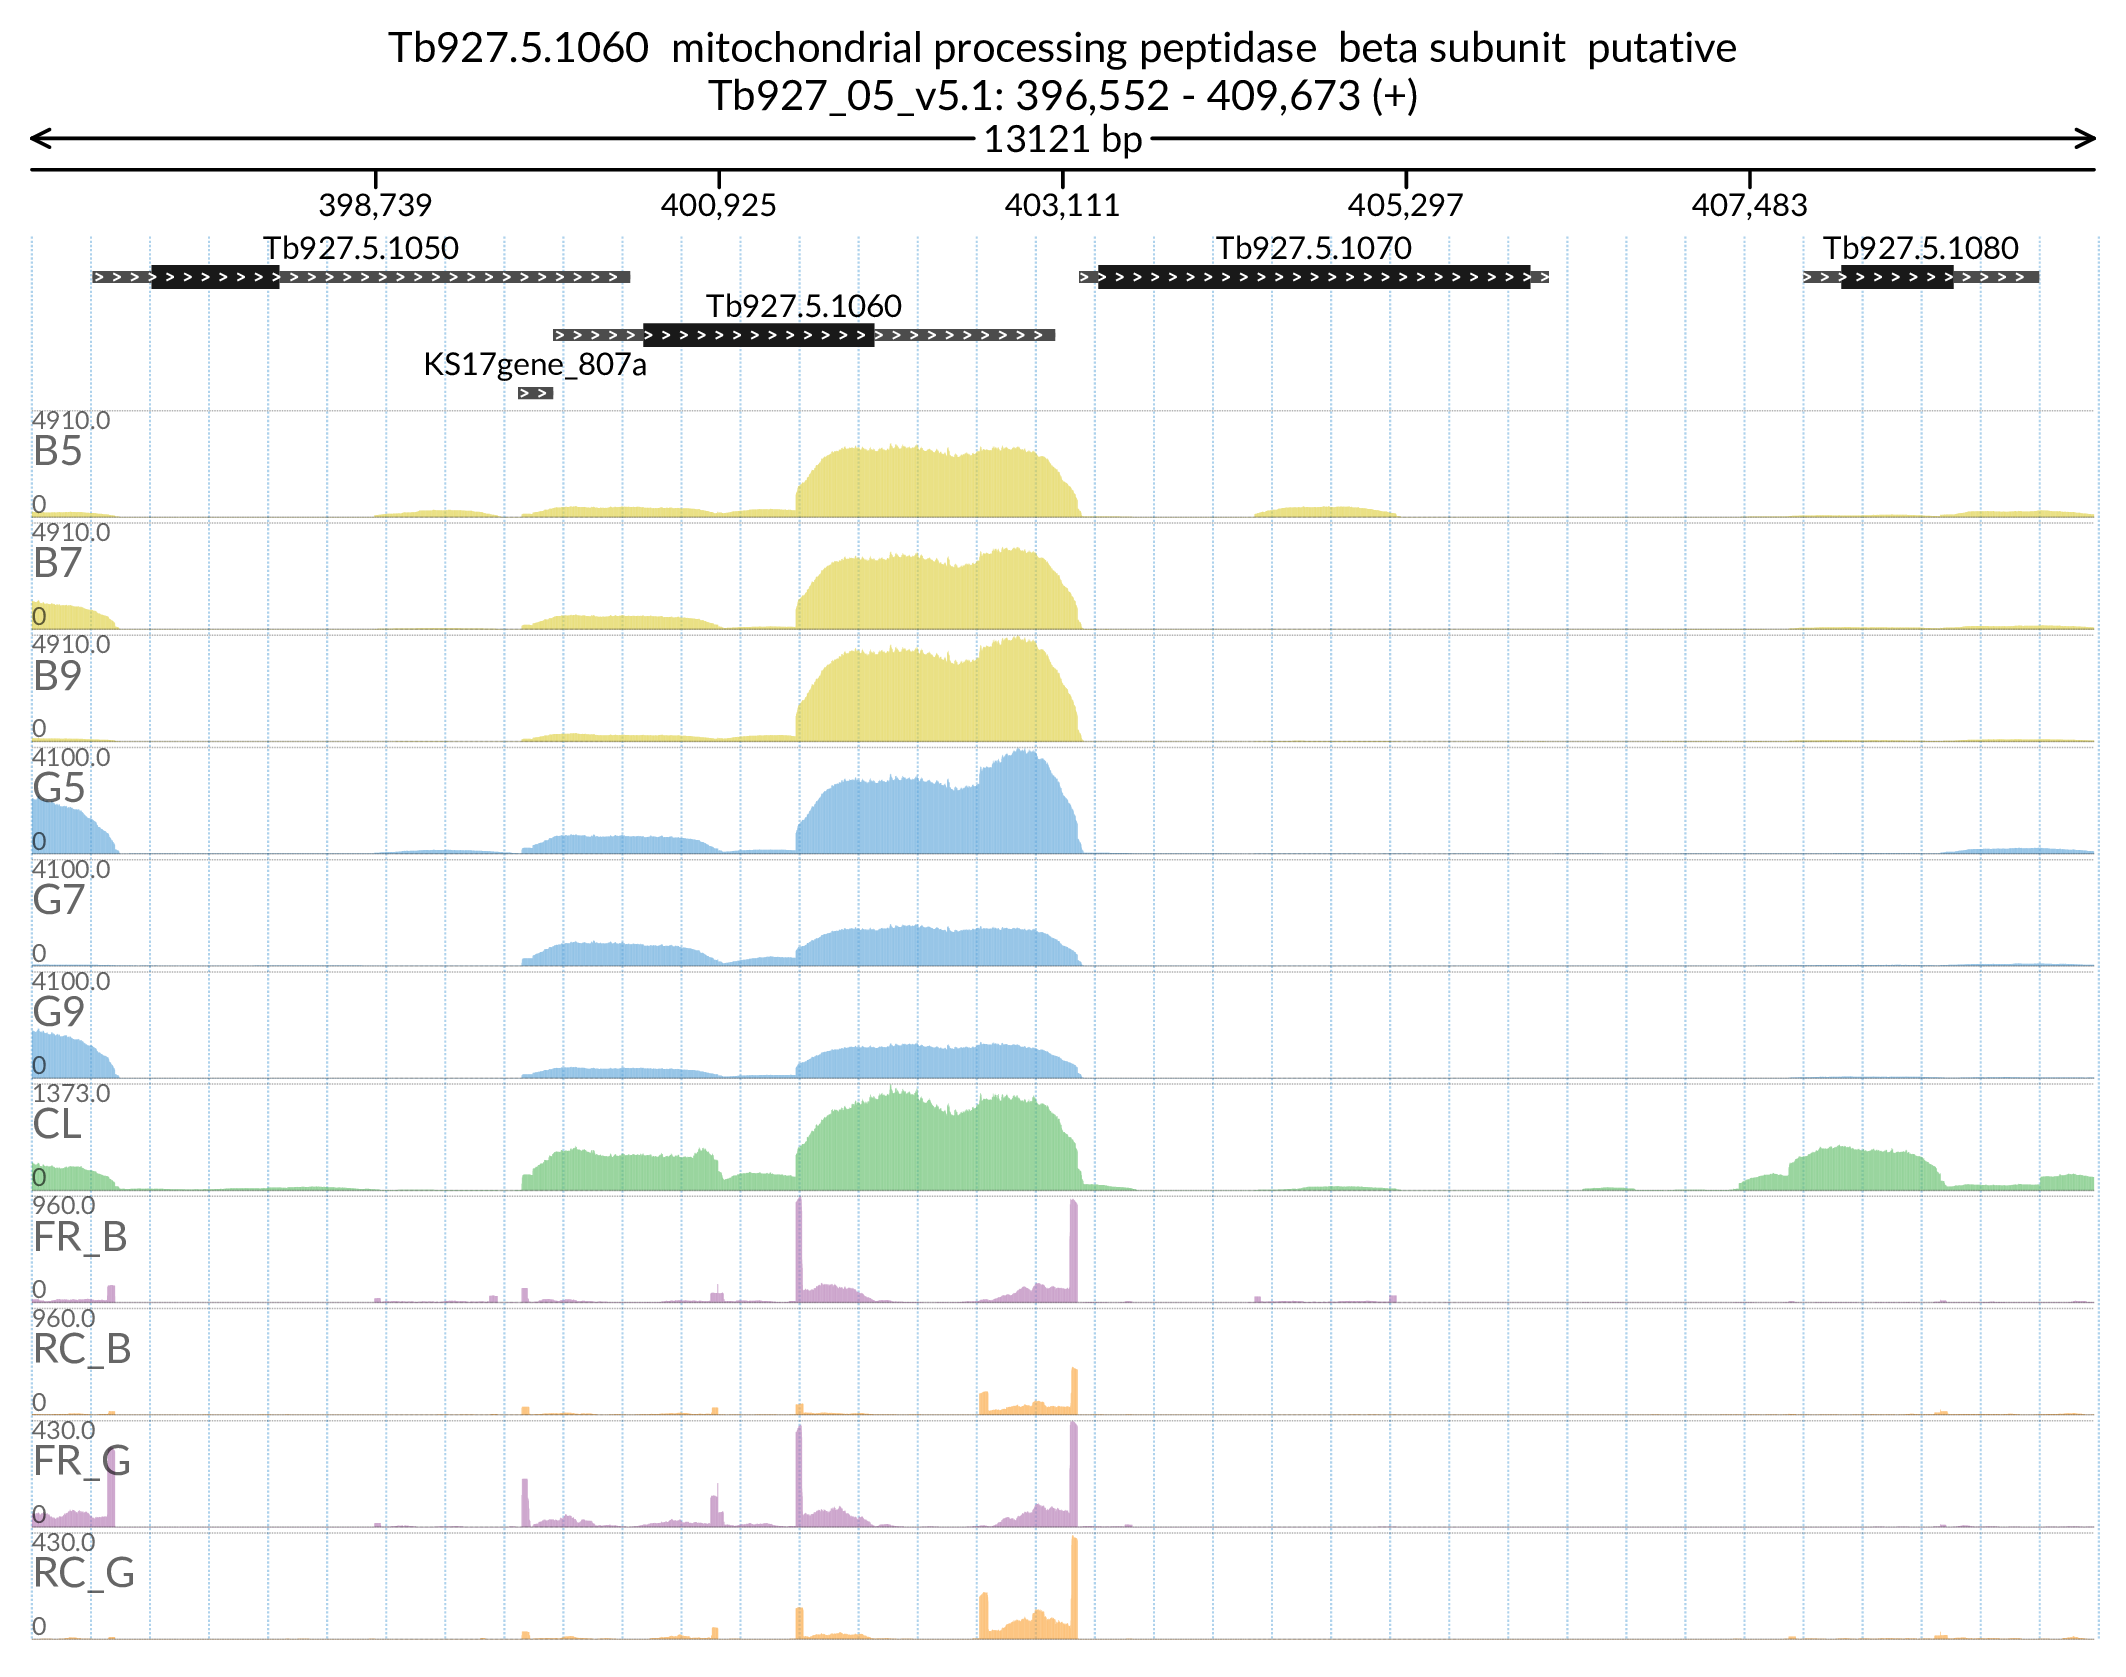 Tb927.5.1060 mitochondrial processing peptidase beta subunit putative
Tb927_05_v5.1: 396,552 - 409,673 (+)
13121 bp
398,739 400,925 403,111 405,297 407,483
Tb927.5.1050 Tb927.5.1070 Tb927.5.1080
Tb927.5.1060
KS17gene_807a
4910.0
B5
0
4910.0
B7
0
4910.0
B9
0
4100.0
G5
0
4100.0
G7
0
4100.0
G9
0
1373.0
CL
0
960.0
FR_B
0
960.0
RC_B
0
430.0
FR_G
0
430.0
RC_G
0